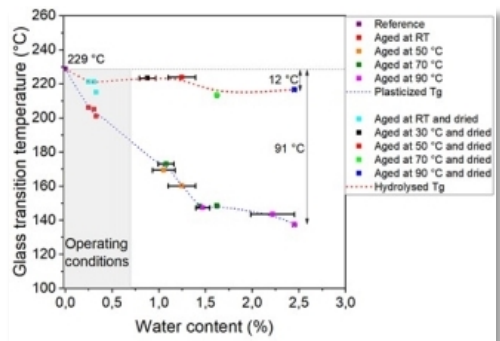 Glass transition temperature (°C)
260
240
220
200
180
160
140
120
100
229 °C
12 °C
91 °C
Operating
conditions
0,0
0,5
1,0
1,5
2,0
2,5
3,0
Water content (%)
Reference
Aged at RT
Aged at 50 °C
Aged at 70 °C
Aged at 90 °C
Plasticized Tg
Aged at RT and dried
Aged at 30 °C and dried
Aged at 50 °C and dried
Aged at 70 °C and dried
Aged at 90 °C and dried
Hydrolysed Tg